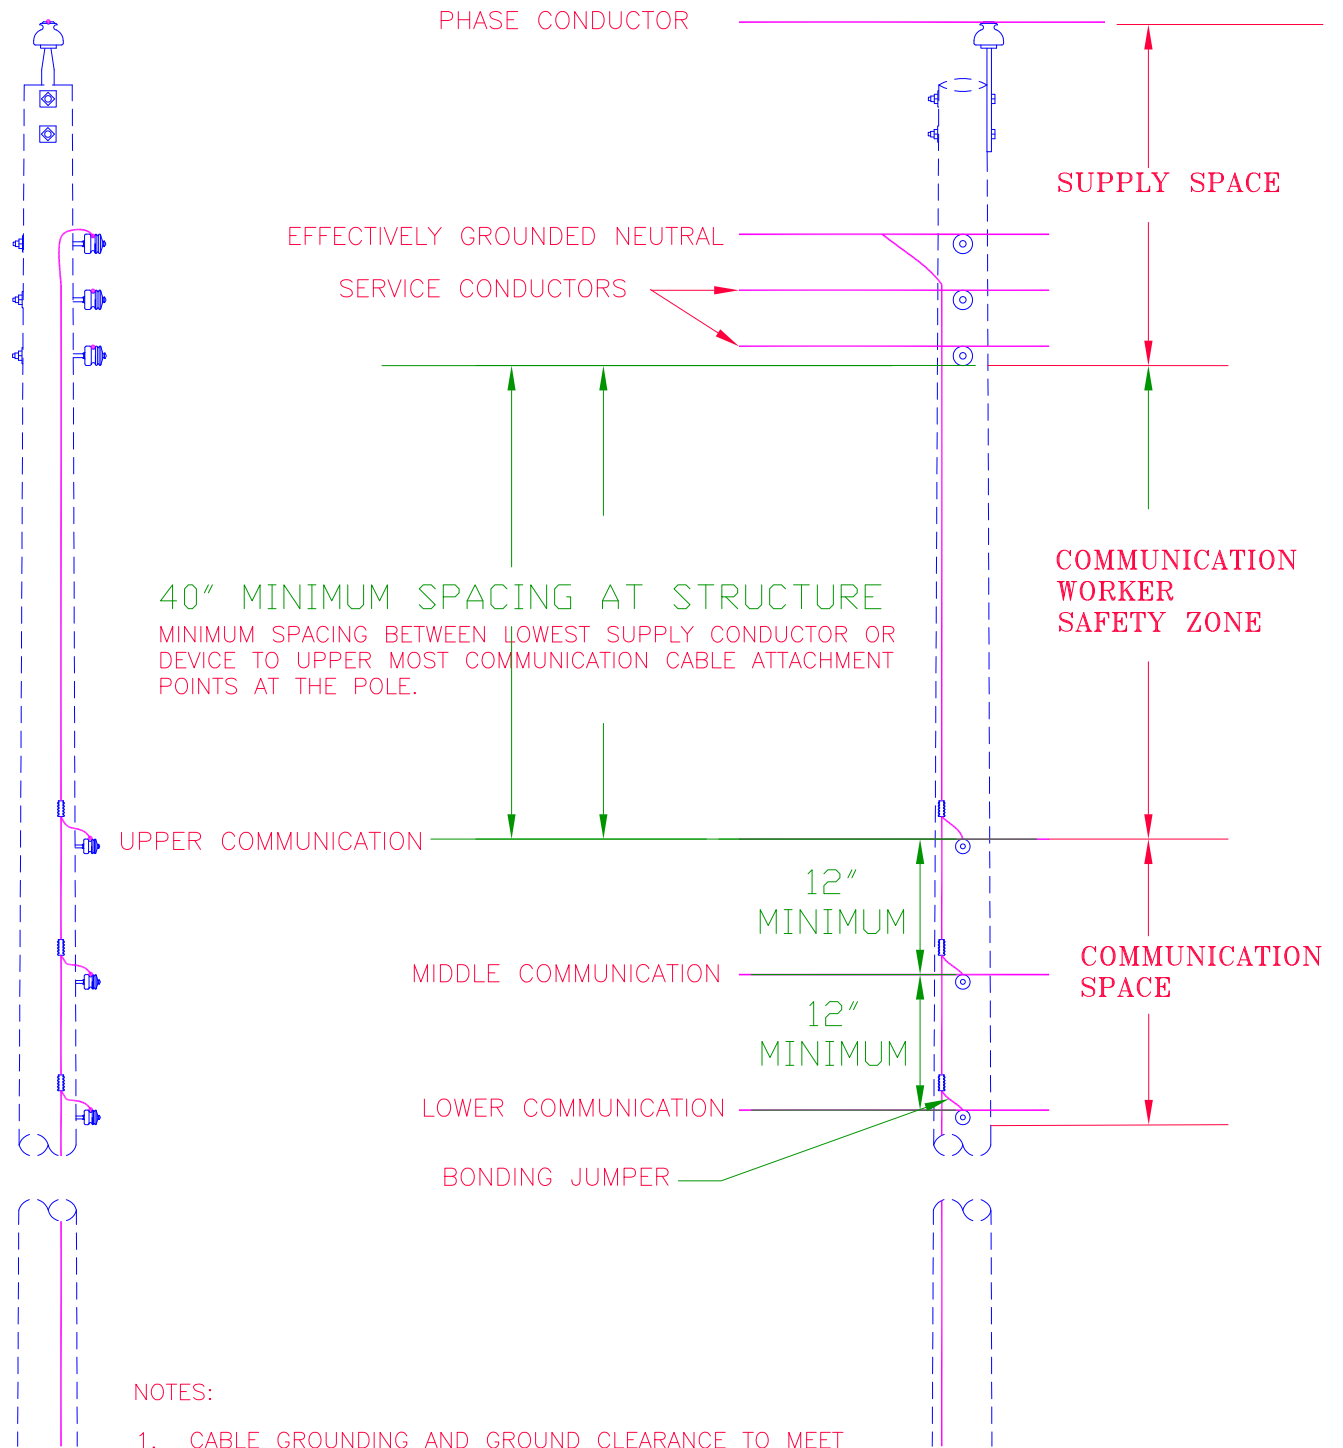 PHASE CONDUCTOR
SUPPLY SPACE
EFFECTIVELY GROUNDED NEUTRAL
SERVICE CONDUCTORS
40" MINIMUM SPACING AT STRUCTURE
MINIMUM SPACING BETWEEN LOWEST SUPPLY CONDUCTOR OR
DEVICE TO UPPER MOST COMMUNICATION CABLE ATTACHMENT
POINTS AT THE POLE.
COMMUNICATION
WORKER
SAFETY ZONE
UPPER COMMUNICATION
12"
MINIMUM
MIDDLE COMMUNICATION
COMMUNICATION
SPACE
12"
MINIMUM
LOWER COMMUNICATION
BONDING JUMPER
NOTES:
1. CABLE GROUNDING AND GROUND CLEARANCE TO MEET